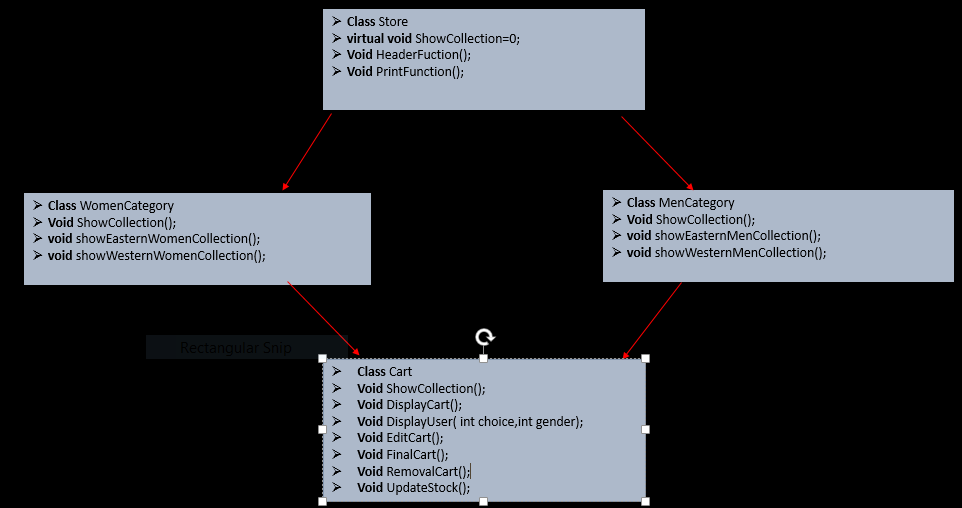 Class Store
virtual void ShowCollection=0;
Void HeaderFuction();
Void PrintFunction();
Class WomenCategory
Void ShowCollection();
void showEasternWomenCollection();
void showWesternWomenCollection();
Class MenCategory
Void ShowCollection();
void showEasternMenCollection();
void showWesternMenCollection();
Rectangular Snip
Class Cart
Void ShowCollection();
Void DisplayCart();
Void DisplayUser( int choice,int gender);
Void EditCart();
Void FinalCart();
Void RemovalCart();
Void UpdateStock();